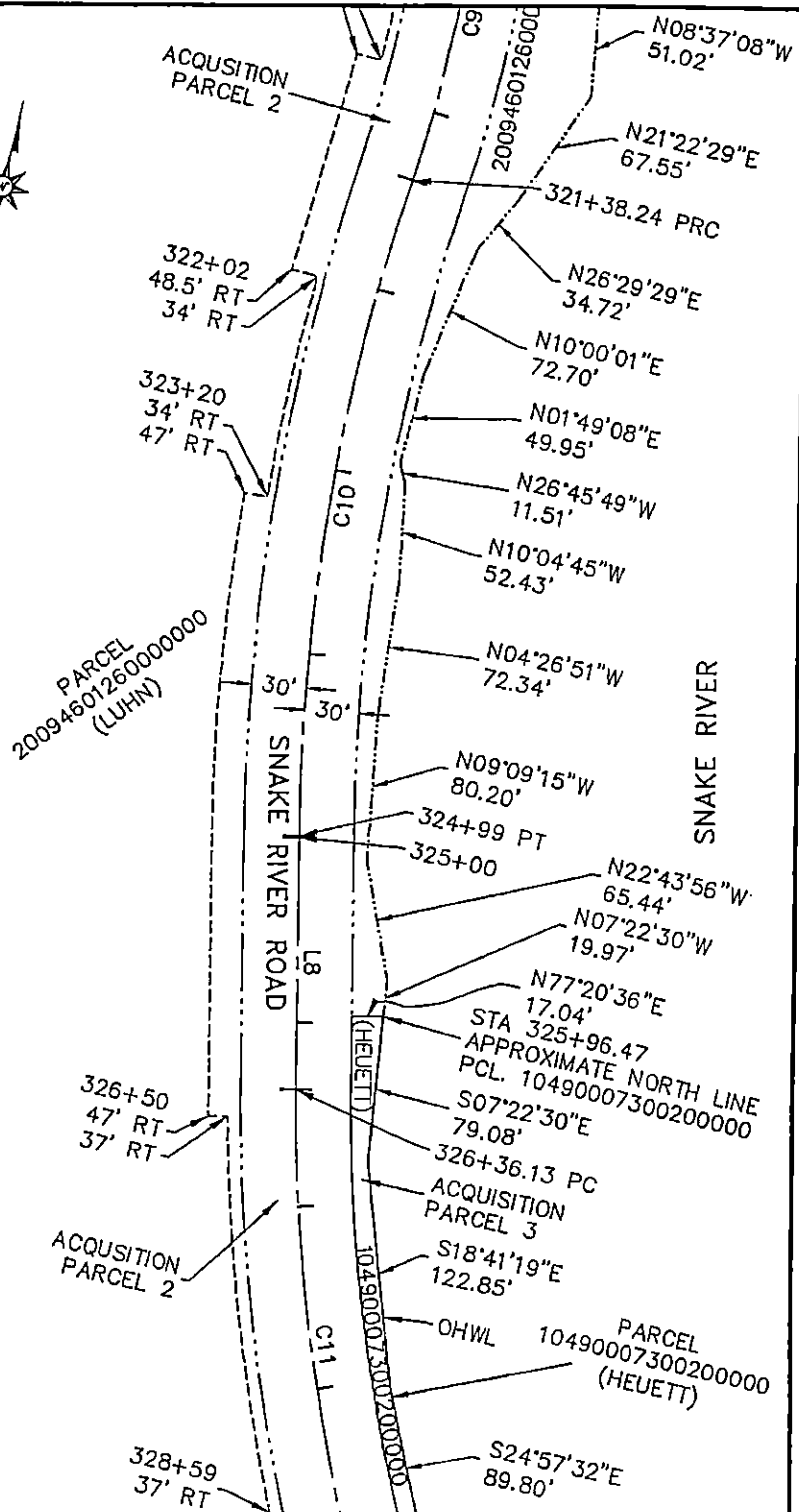 N08°37'08"W
51.02'
C9
2009460126000
ACQUSITION
PARCEL 2
N21°22'29"E
67.55'
321+38.24 PRC
322+02
48.5' RT
34' RT
N26°29'29"E
34.72'
N10°00'01"E
72.70'
323+20
34' RT
47' RT
N01°49'08"E
49.95'
C10
N26°45'49"W
11.51'
N10°04'45"W
52.43'
PARCEL
20094601260000000
(LUHN)
N04°26'51"W
72.34'
30'
30'
SNAKE RIVER
SNAKE RIVER ROAD
N09°09'15"W
80.20'
324+99 PT
325+00
N22°43'56"W
65.44'
N07°22'30"W
19.97'
L8
N77°20'36"E
17.04'
STA 325+96.47
APPROXIMATE NORTH LINE
PCL. 10490007300200000
(HEUETT)
S07°22'30"E
79.08'
326+50
47' RT
37' RT
326+36.13 PC
ACQUISITION
PARCEL 3
ACQUSITION
PARCEL 2
S18°41'19"E
122.85'
10490007300200000
OHWL
PARCEL
10490007300200000
(HEUETT)
C11
S24°57'32"E
89.80'
328+59
37' RT